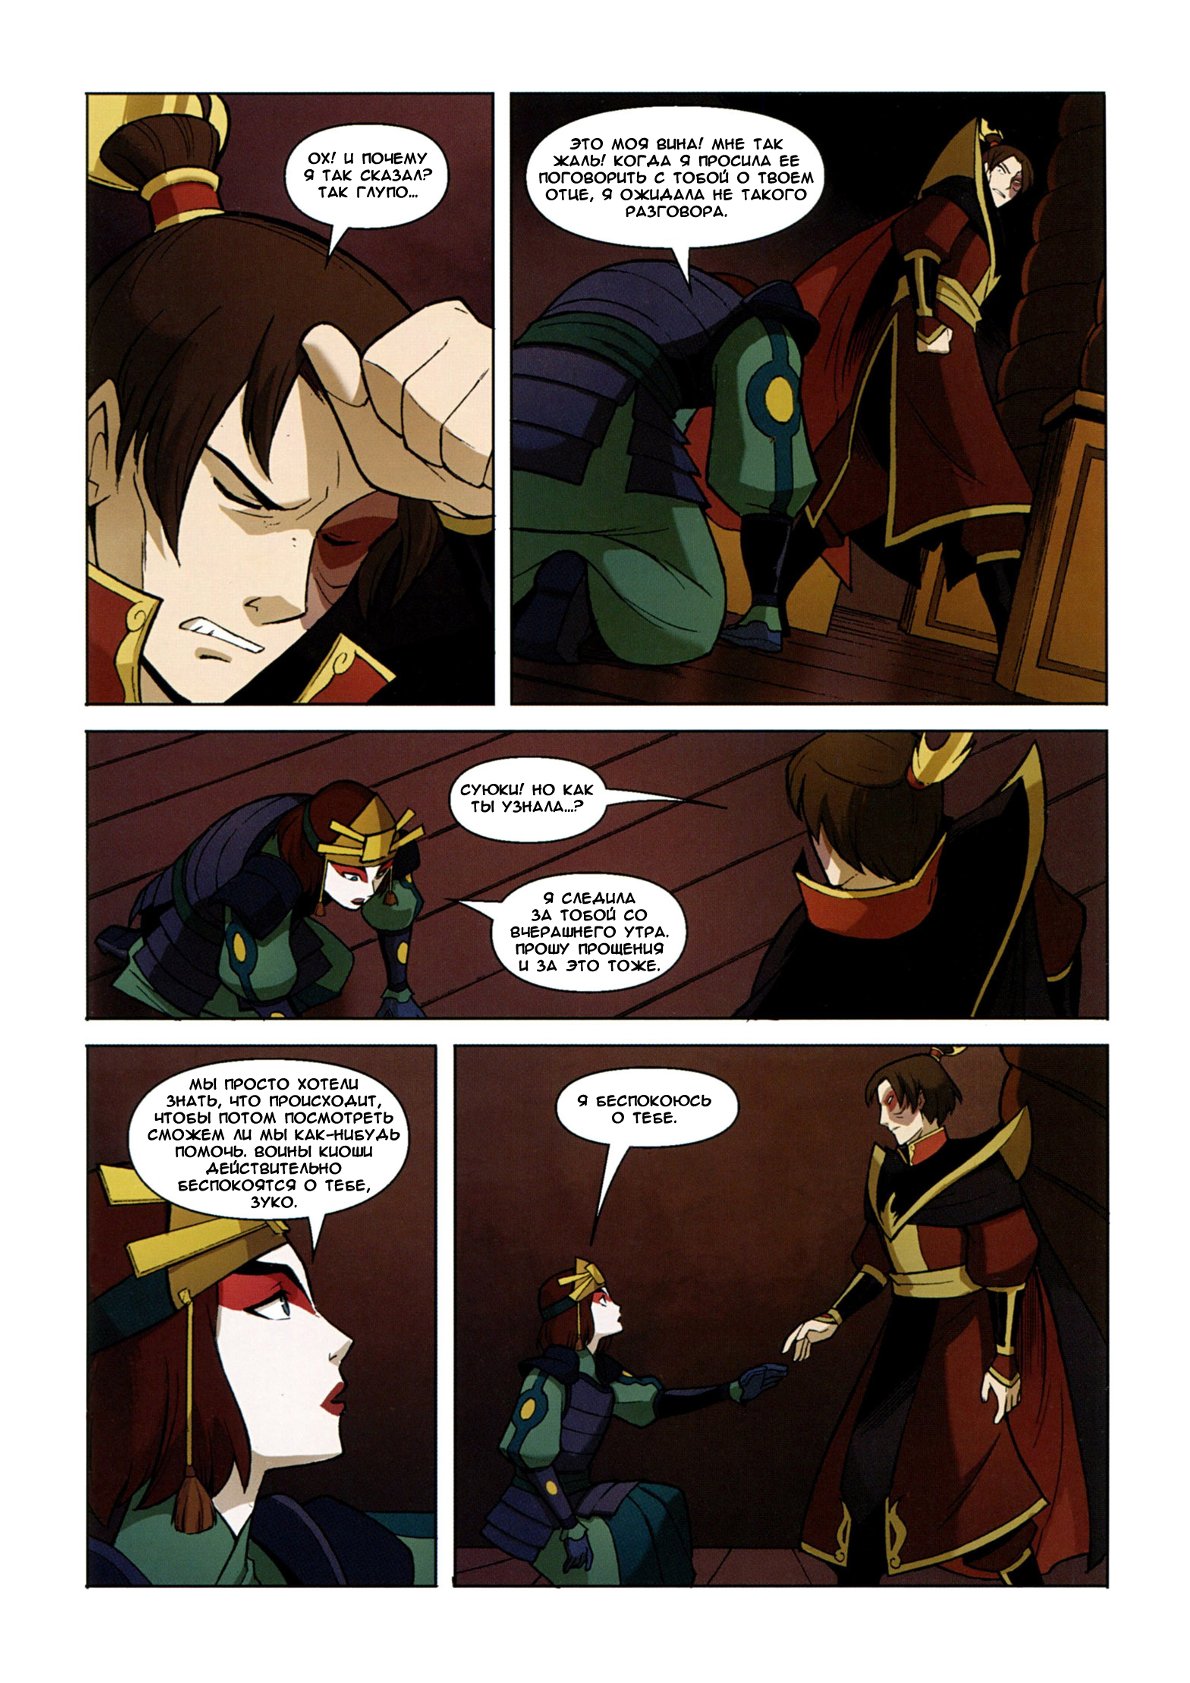 ОХ! И ПОЧЕМУ
Я ТАК СКАЗАЛ?
ТАК ГЛУПО...
ЭТО МОЯ ВИНА! МНЕ ТАК
ЖАЛЬ! КОГДА Я ПРОСИЛА ЕЕ
ПОГОВОРИТЬ С ТОБОЙ О ТВОЕМ
ОТЦЕ, Я ОЖИДАЛА НЕ ТАКОГО
РАЗГОВОРА.
СУЮКИ! НО КАК
ТЫ УЗНАЛА...?
Я СЛЕДИЛА
ЗА ТОБОЙ СО
ВЧЕРАШНЕГО УТРА.
ПРОШУ ПРОЩЕНИЯ
И ЗА ЭТО ТОЖЕ.
МЫ ПРОСТО ХОТЕЛИ
ЗНАТЬ, ЧТО ПРОИСХОДИТ,
ЧТОБЫ ПОТОМ ПОСМОТРЕТЬ
СМОЖЕМ ЛИ МЫ КАК-НИБУДЬ
ПОМОЧЬ. ВОИНЫ КИОШИ
ДЕЙСТВИТЕЛЬНО
БЕСПОКОЯТСЯ О ТЕБЕ,
ЗУКО.
Я БЕСПОКОЮСЬ
О ТЕБЕ.